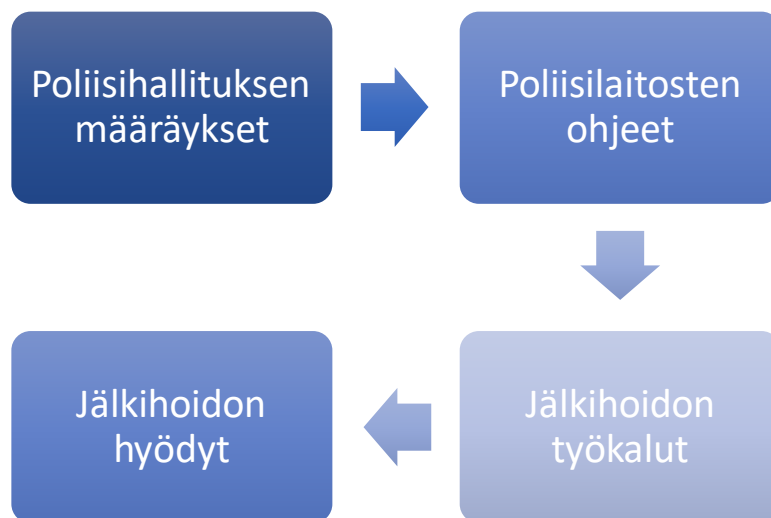 Poliisihallituksen
määräykset
Poliisilaitosten
ohjeet
Jälkihoidon
työkalut
Jälkihoidon
hyödyt